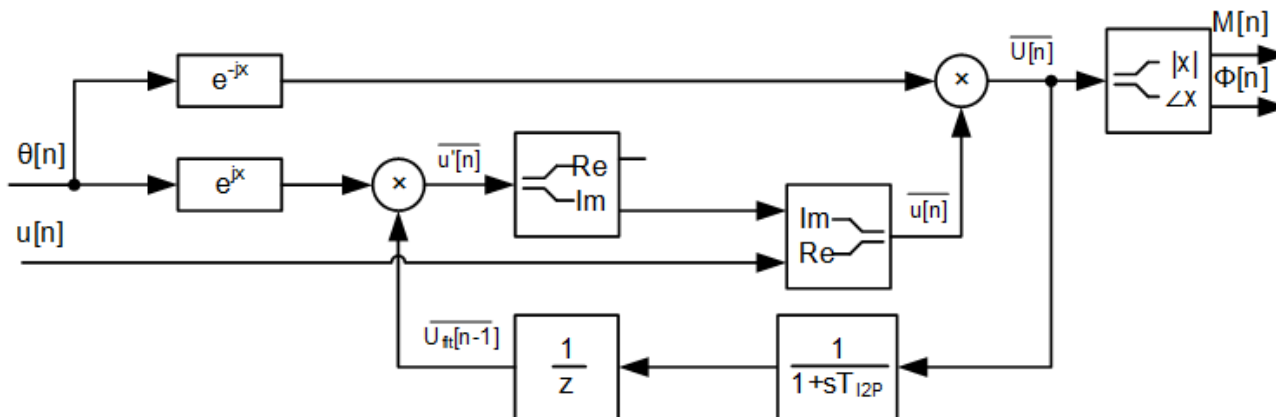 M[n]
e^-jx
×
U[n]
|x|
Φ[n]
∠x
θ[n]
e^jx
×
u'[n]
Re
Im
u[n]
Im
Re
u[n]
U_flt[n-1]
1
z
1
1+sT_I2P